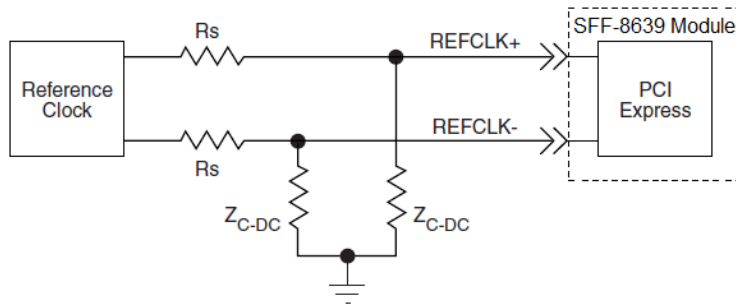 SFF-8639 Module
Rs
REFCLK+
Reference
Clock
PCI
Express
REFCLK-
Rs
ZC-DC
ZC-DC